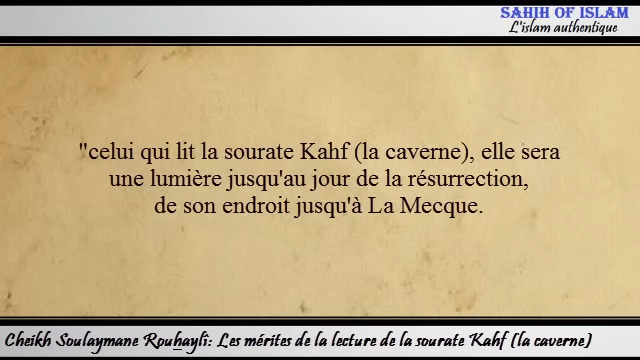 SAHIH OF ISLAM
L'islam authentique
"celui qui lit la sourate Kahf (la caverne), elle sera
une lumière jusqu'au jour de la résurrection,
de son endroit jusqu'à La Mecque.
Cheikh Soulaymane Rouhayli: Les mérites de la lecture de la sourate Kahf (la caverne)